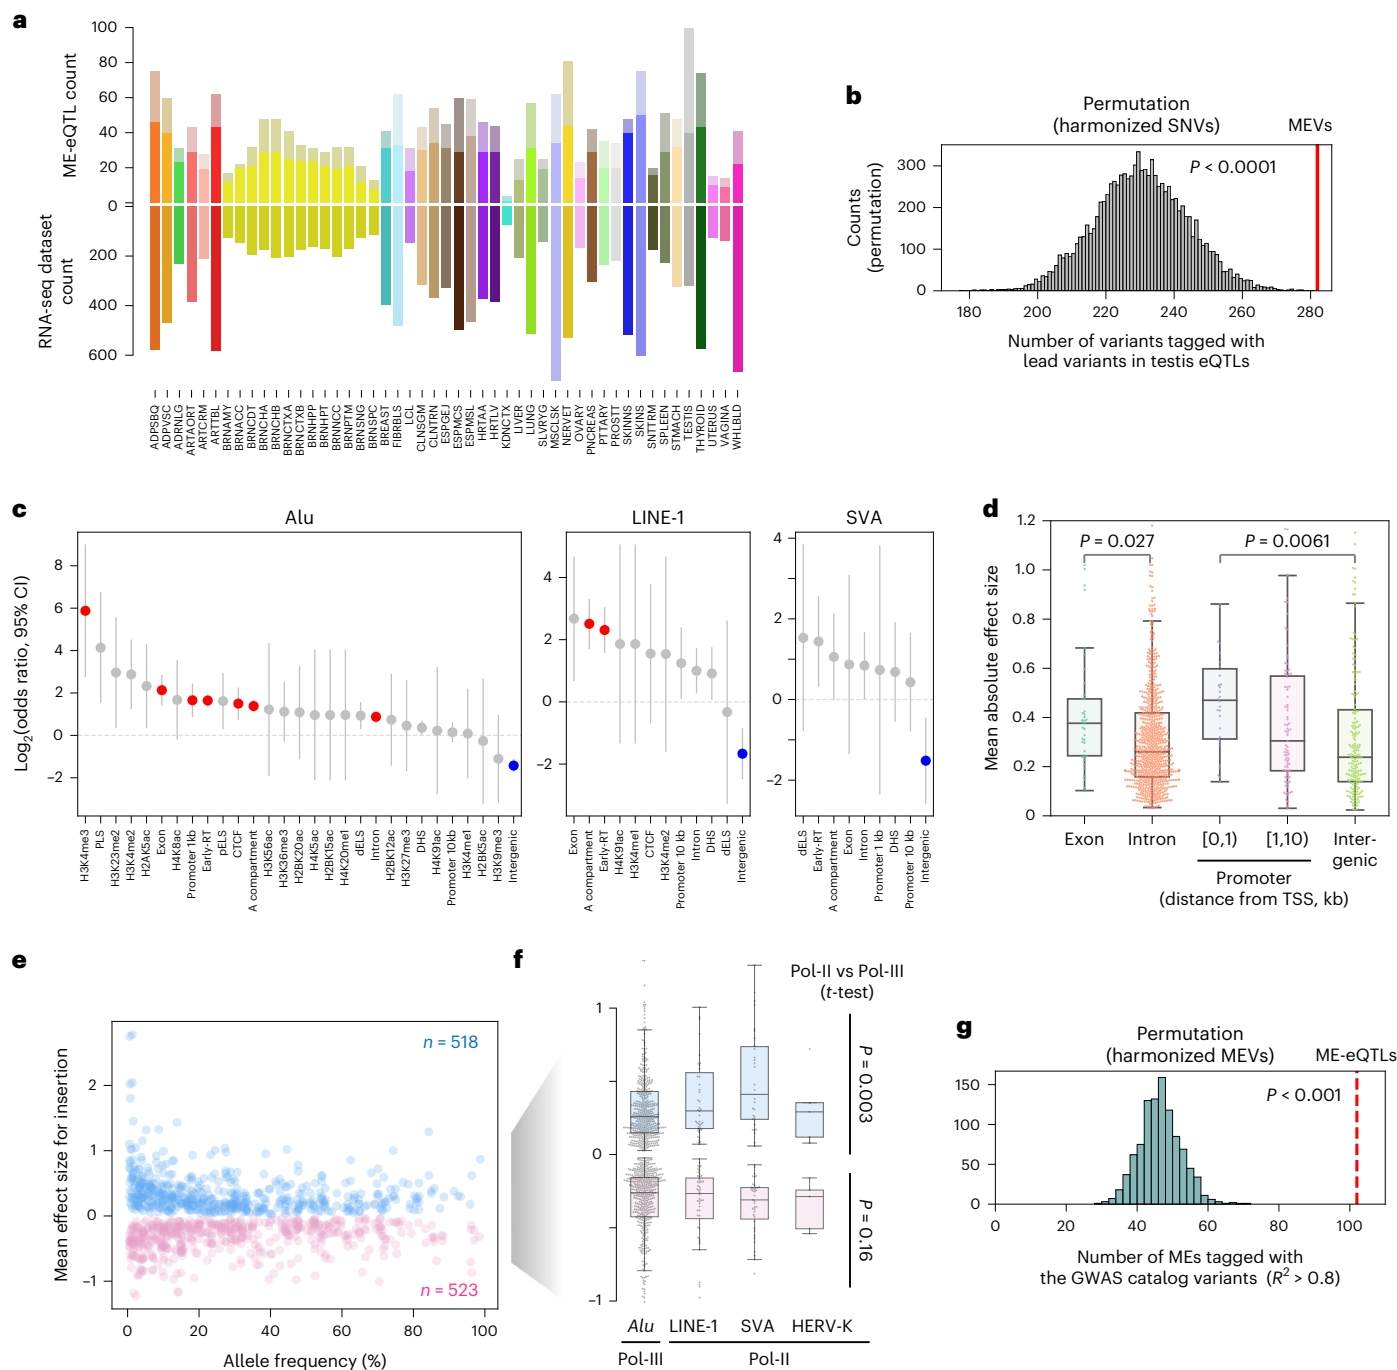 a
ME-eQTL count
100
80
60
40
20
0
RNA-seq dataset
count
200
400
600
ADPSBQ
ADPVSC
ADRNLG
ARTAORT
ARTCRM
ARTTBL
BRNAMY
BRNACC
BRNCDT
BRNCHA
BRNCHB
BRNCTXA
BRNCTXB
BRNHPP
BRNHPT
BRNNCC
BRNPTM
BRNSNG
BRNSPC
BREAST
FIBRBLS
LCL
CLNSGM
CLNTRN
ESPGEJ
ESPMCS
ESPMSL
HRTAA
HRTLV
KDNCTX
LIVER
LUNG
SLVRYG
MSCLSK
NERVET
OVARY
PNCREAS
PTTARY
PROSTT
SKINNS
SKINS
SNTTRM
SPLEEN
STMACH
TESTIS
THYROID
UTERUS
VAGINA
WHLBLD
b
Permutation
(harmonized SNVs)
MEVs
P < 0.0001
Counts
(permutation)
300
200
100
0
180
200
220
240
260
280
Number of variants tagged with
lead variants in testis eQTLs
c
Alu
Log2(odds ratio, 95% CI)
8
6
4
2
0
−2
H3K4me3
PLS
H3K23me2
H3K4me2
H2AK5ac
Exon
H4K8ac
Promoter 1kb
Early-RT
pELS
CTCF
A compartment
H3K56ac
H3K36me3
H2BK20ac
H4K5ac
H2BK15ac
H4K20me1
dELS
Intron
H2BK12ac
H3K27me3
DHS
H4K91ac
Promoter 10kb
H3K4me1
H2BK5ac
H3K9me3
Intergenic
LINE-1
4
2
0
−2
Exon
A compartment
Early-RT
H4K91ac
H3K4me1
CTCF
H3K4me2
Promoter 10 kb
Intron
DHS
dELS
Intergenic
SVA
4
2
0
−2
dELS
Early-RT
A compartment
Exon
Intron
Promoter 1 kb
DHS
Promoter 10 kb
Intergenic
d
Mean absolute effect size
1.2
1.0
0.8
0.6
0.4
0.2
0
P = 0.027
P = 0.0061
Exon
Intron
[0,1)
[1,10)
Inter-
genic
Promoter
(distance from TSS, kb)
e
Mean effect size for insertion
2
1
0
−1
n = 518
n = 523
0
20
40
60
80
100
Allele frequency (%)
f
Pol-II vs Pol-III
(t-test)
1
0
−1
P = 0.003
P = 0.16
Alu
LINE-1
SVA
HERV-K
Pol-III
Pol-II
g
Permutation
(harmonized MEVs)
ME-eQTLs
P < 0.001
150
100
50
0
0
20
40
60
80
100
Number of MEs tagged with
the GWAS catalog variants (R2 > 0.8)